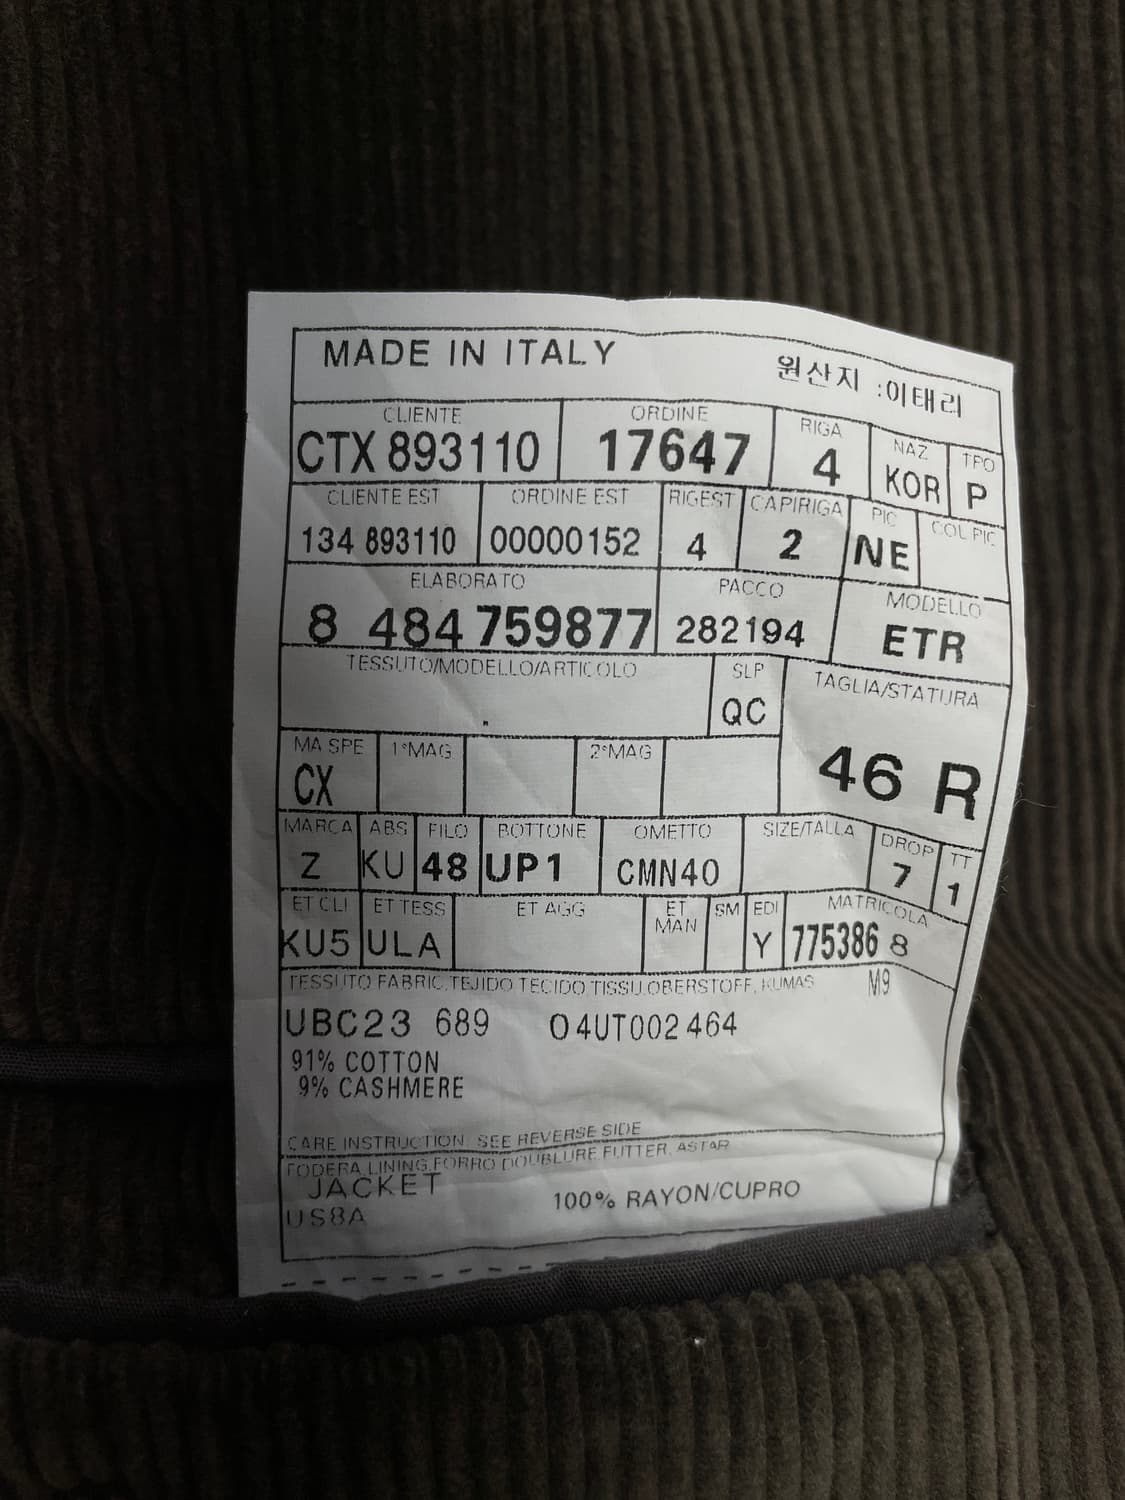 MADE IN ITALY 원산지 :이태리
CLIENTE ORDINE RIGA NAZ TPO
CTX 893110 17647 4 KOR P
CLIENTE EST ORDINE EST RIGEST CAPIRIGA PIC COL PIC
134 893110 00000152 4 2 NE
ELABORATO PACCO MODELLO
8 484 759877 282194 ETR
TESSUTO/MODELLO/ARTICOLO SLP TAGLIA/STATURA
QC
46 R
MA SPE 1°MAG 2°MAG
CX
MARCA ABS FILO BOTTONE OMETTO SIZE/TALLA DROP TT
Z KU 48 UP1 CMN40 7 1
ET CLI ET TESS ET AGG ET MAN SM EDI MATRICOLA
KU5 ULA Y 775386 8
TESSUTO FABRIC,TEJIDO TECIDO,TISSU,OBERSTOFF, KUMAS M9
UBC23 689 04UT002 464
91% COTTON
9% CASHMERE
CARE INSTRUCTION SEE REVERSE SIDE
FODERA,LINING,FORRO DOUBLURE,FUTTER, ASTAR
JACKET 100% RAYON/CUPRO
US8A